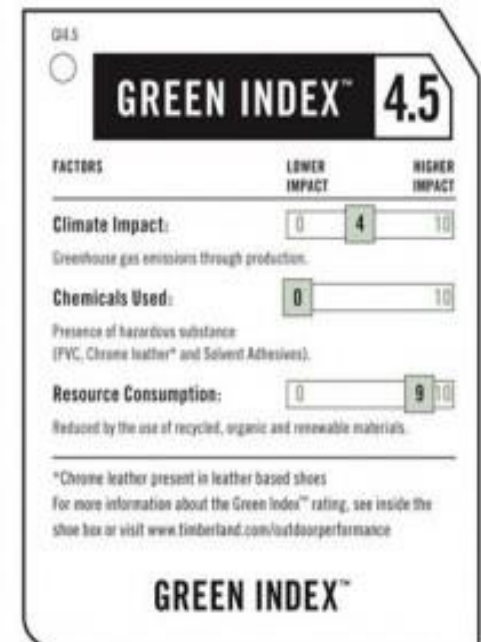 GI4.5
GREEN INDEX™ 4.5
FACTORS LOWER IMPACT HIGHER IMPACT
Climate Impact: 0 4 10
Greenhouse gas emissions through production.
Chemicals Used: 0 10
Presence of hazardous substance
(PVC, Chrome leather* and Solvent Adhesives).
Resource Consumption: 0 9 10
Reduced by the use of recycled, organic and renewable materials.
*Chrome leather present in leather based shoes
For more information about the Green Index™ rating, see inside the
shoe box or visit www.timberland.com/outdoorperformance
GREEN INDEX™